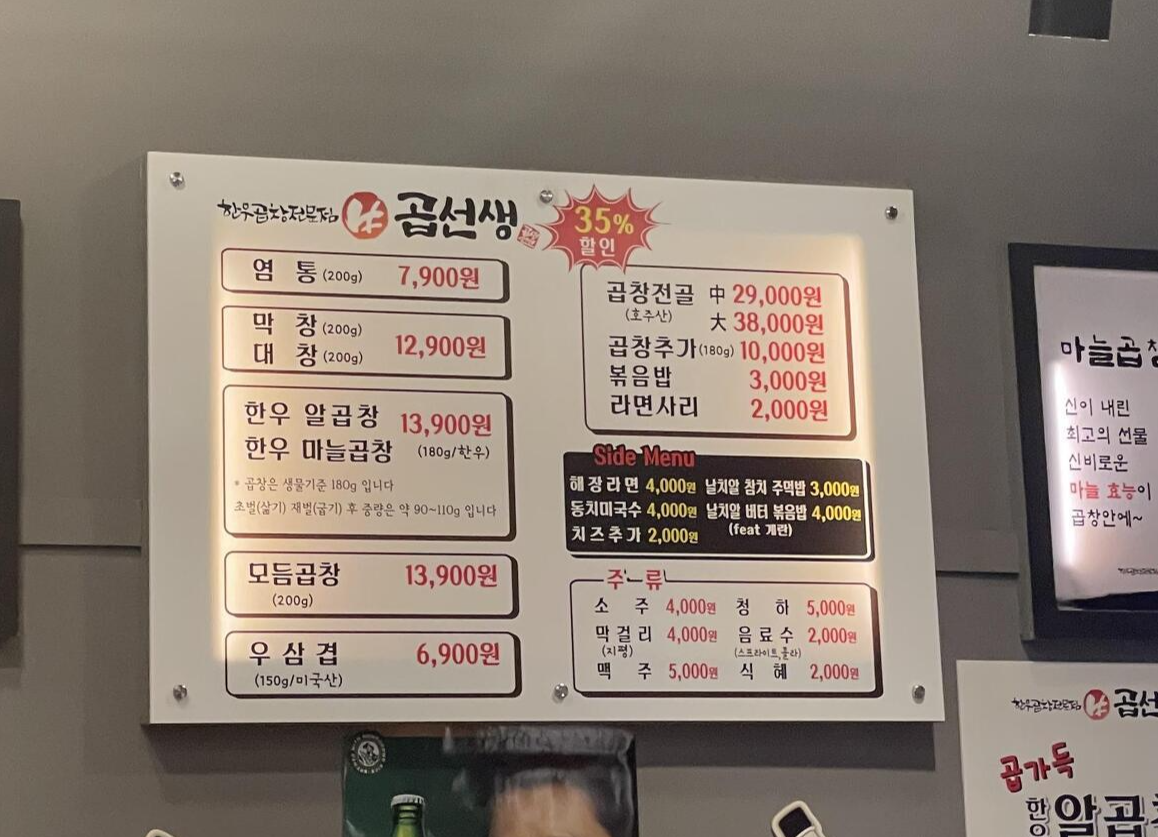 한우곱창전문점 곱선생
35%
할인
염 통 (200g) 7,900원
막 창 (200g)
대 창 (200g) 12,900원
한우 알곱창 13,900원
한우 마늘곱창 (180g/한우)
* 곱창은 생물기준 180g 입니다
초벌(삶기) 재벌(굽기) 후 중량은 약 90~110g 입니다
모듬곱창 13,900원
(200g)
우 삼 겹 6,900원
(150g/미국산)
곱창전골 中 29,000원
(호주산) 大 38,000원
곱창추가(180g) 10,000원
볶음밥 3,000원
라면사리 2,000원
Side Menu
해장라면 4,000원 날치알 참치 주먹밥 3,000원
동치미국수 4,000원 날치알 버터 볶음밥 4,000원
치즈추가 2,000원 (feat 계란)
주류
소 주 4,000원 청 하 5,000원
막걸리 4,000원 음료수 2,000원
(지평) (스프라이트,콜라)
맥 주 5,000원 식 혜 2,000원
마늘곱창
신이 내린
최고의 선물
신비로운
마늘 효능이
곱창안에~
한우곱창전문점 곱선
곱가득
한우
알곱